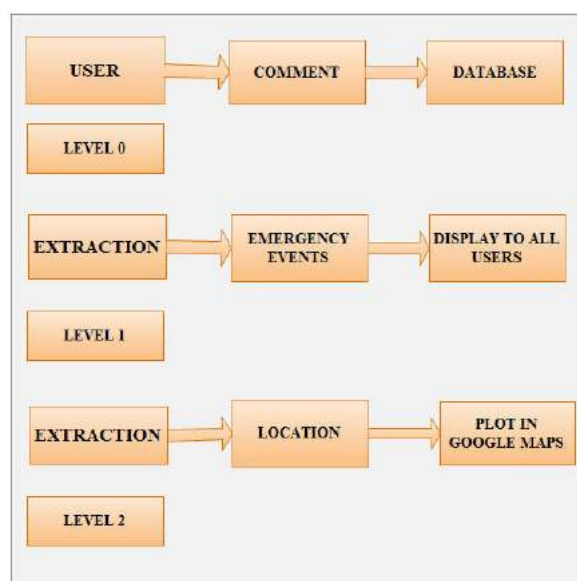 USER
COMMENT
DATABASE
LEVEL 0
EXTRACTION
EMERGENCY
EVENTS
DISPLAY TO ALL
USERS
LEVEL 1
EXTRACTION
LOCATION
PLOT IN
GOOGLE MAPS
LEVEL 2